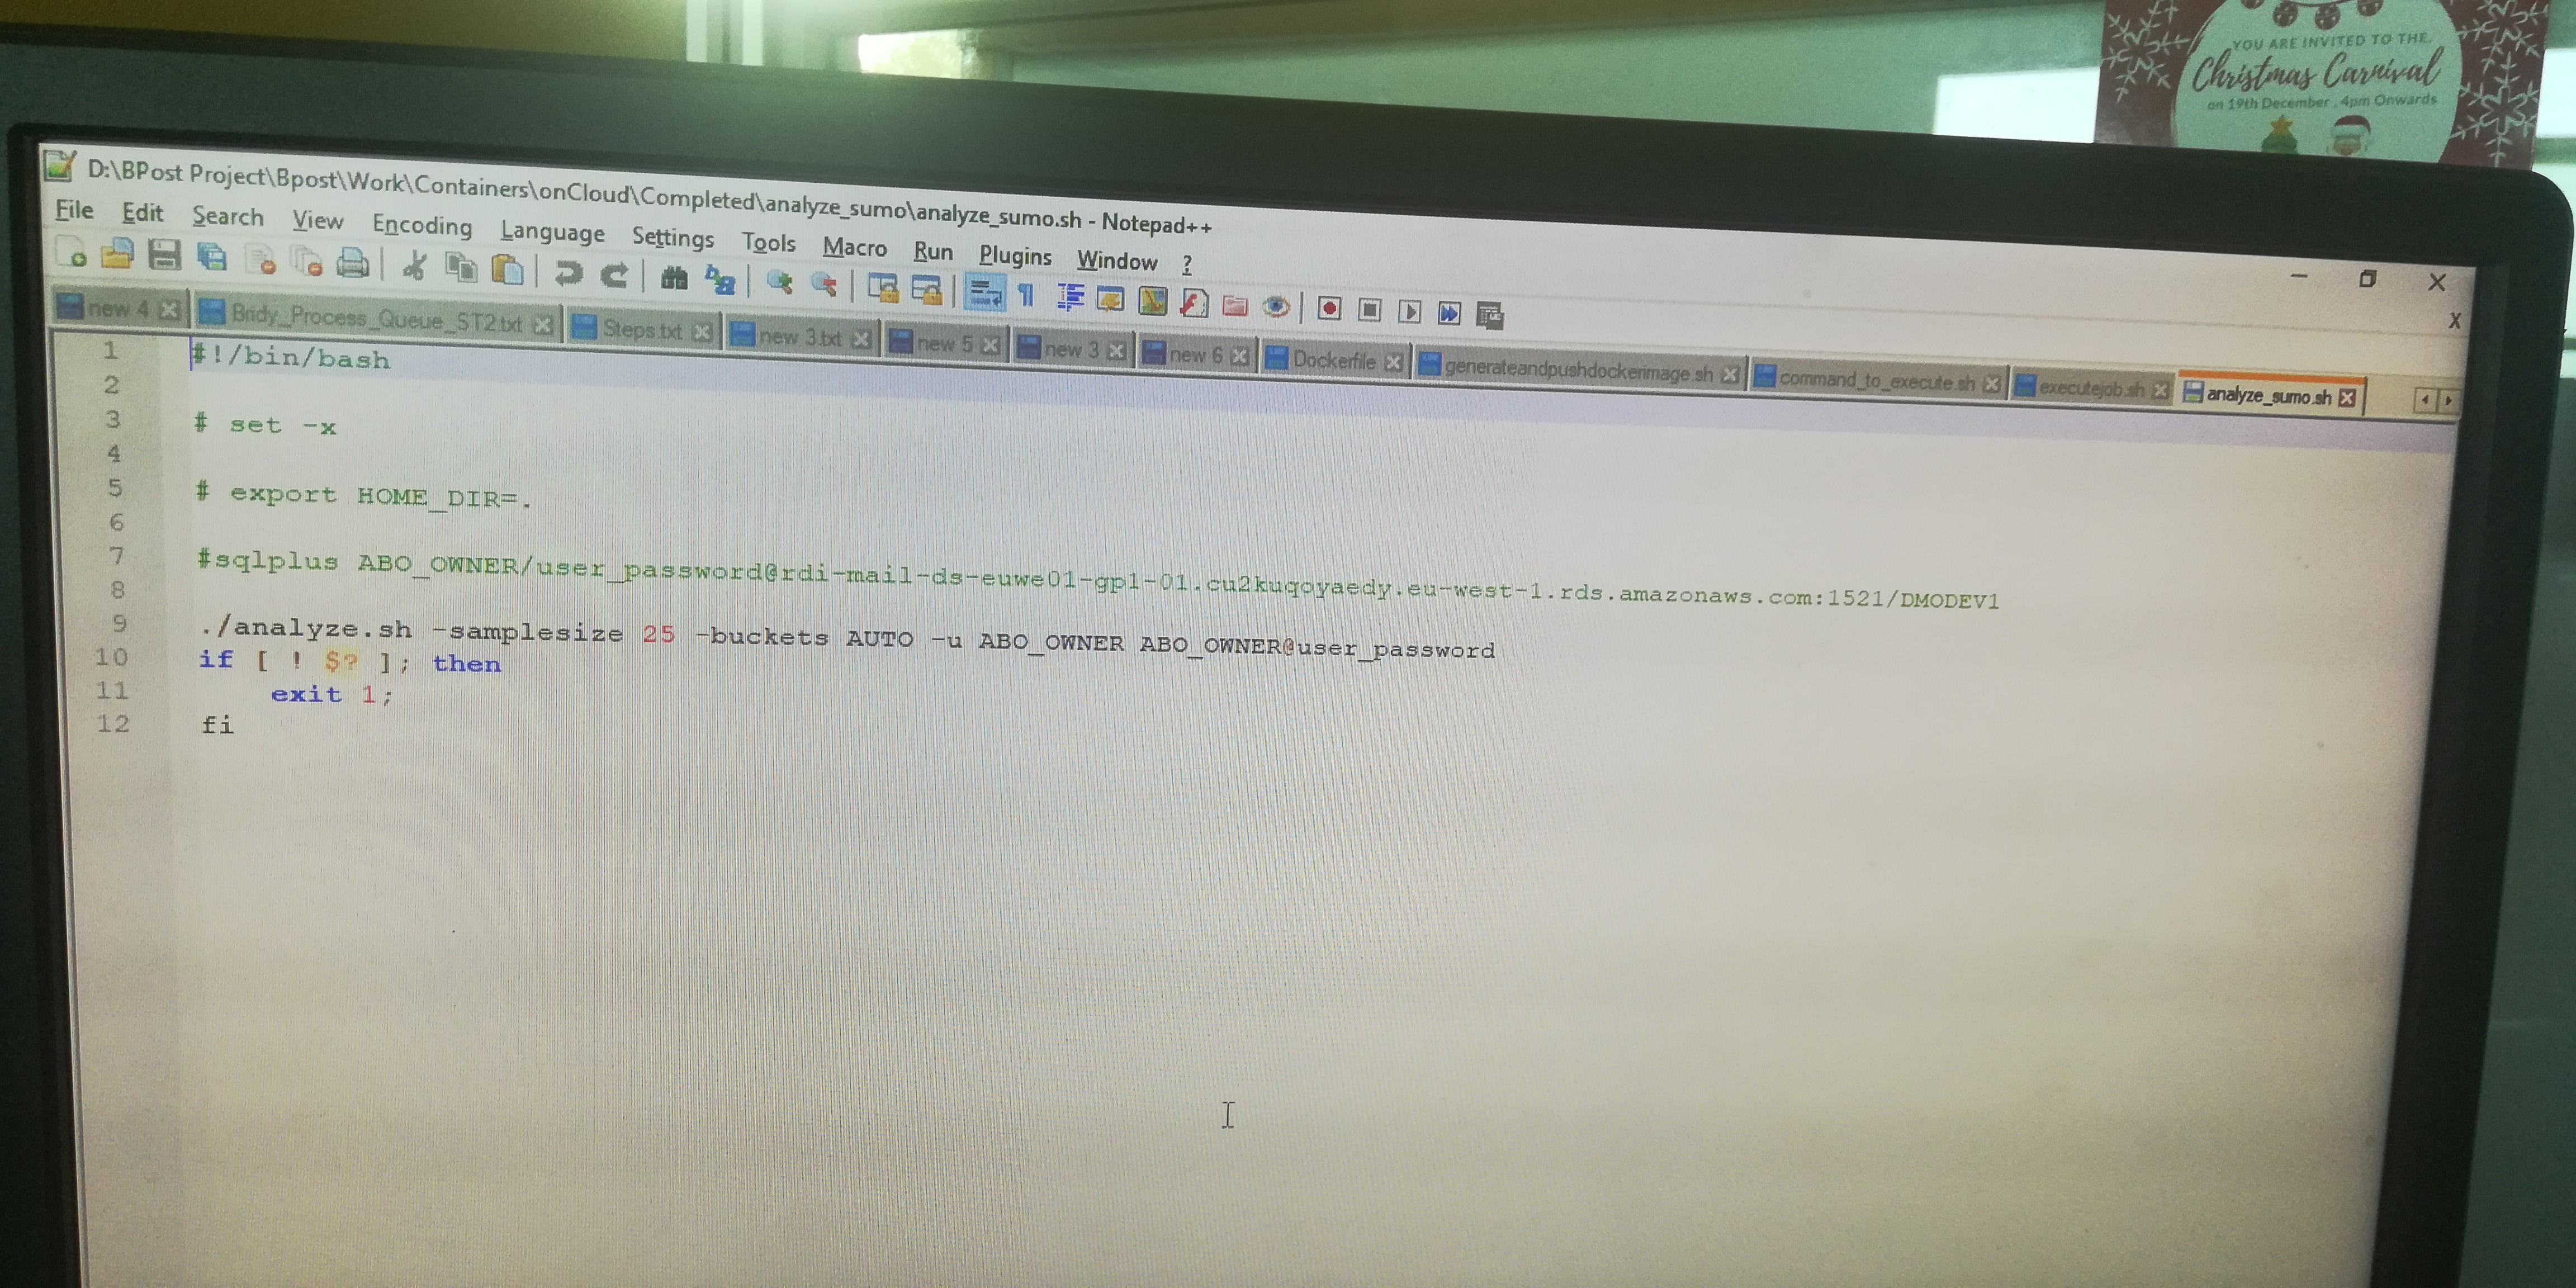 YOU ARE INVITED TO THE
Christmas Carnival
on 19th December, 4pm Onwards
D:\BPost Project\Bpost\Work\Containers\onCloud\Completed\analyze_sumo\analyze_sumo.sh - Notepad++
File Edit Search View Encoding Language Settings Tools Macro Run Plugins Window ?
X
new 4 Bridy_Process_Queue_ST2.txt Steps.txt new 3.txt new 5 new 3 new 6 Dockerfile generateandpushdockerimage.sh command_to_execute.sh executejob.sh analyze_sumo.sh
1 #!/bin/bash
2
3 # set -x
4
5 # export HOME_DIR=.
6
7 #sqlplus ABO_OWNER/user_password@rdi-mail-ds-euwe01-gp1-01.cu2kuqoyaedy.eu-west-1.rds.amazonaws.com:1521/DMODEV1
8
9 ./analyze.sh -samplesize 25 -buckets AUTO -u ABO_OWNER ABO_OWNER@user_password
10 if [ ! $? ]; then
11 exit 1;
12 fi